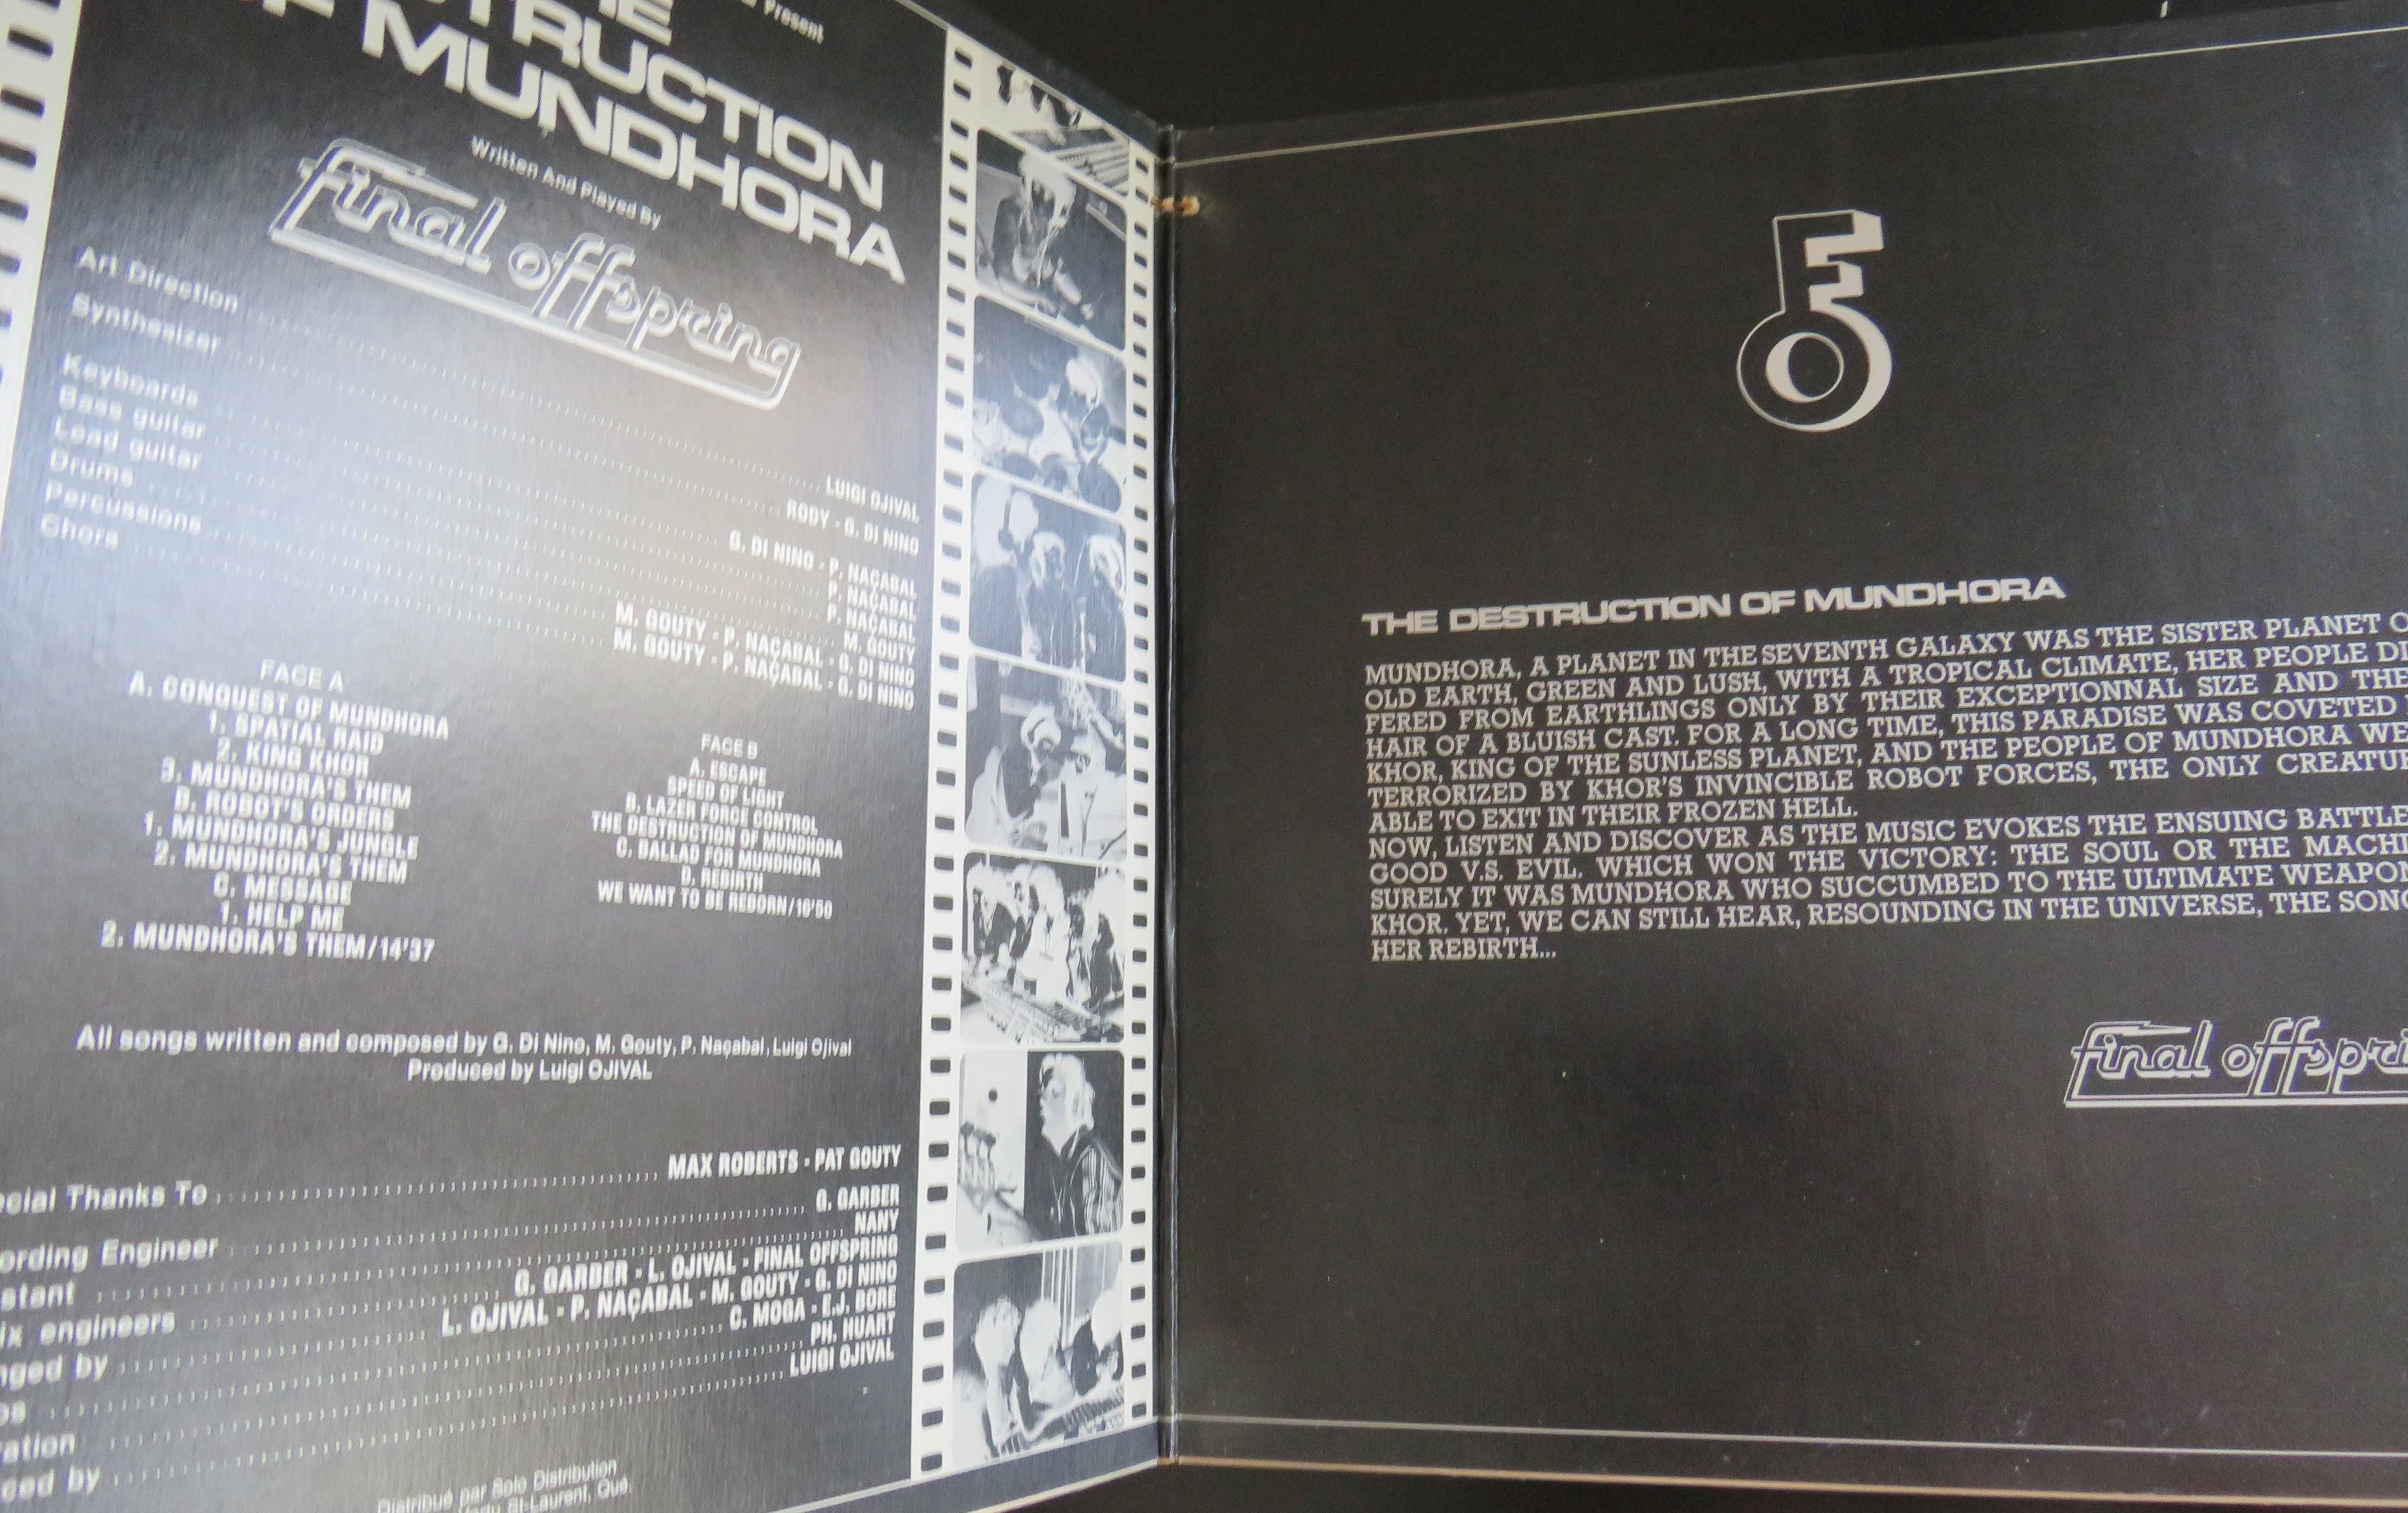 Present
THE
STRUCTION
OF MUNDHORA
Written And Played By
final offspring
Art Direction LUIGI OJIVAL
Synthesizer RODY - G. DI NINO
Keyboards G. DI NINO - P. NAÇABAL
Bass guitar P. NAÇABAL
Lead guitar P. NAÇABAL
Drums M. GOUTY
Percussions M. GOUTY - P. NAÇABAL - G. DI NINO
Chors M. GOUTY - P. NAÇABAL - G. DI NINO
FACE A
A. CONQUEST OF MUNDHORA
1. SPATIAL RAID
2. KING KHOR
3. MUNDHORA'S THEM
B. ROBOT'S ORDERS
1. MUNDHORA'S JUNGLE
2. MUNDHORA'S THEM
C. MESSAGE
1. HELP ME
2. MUNDHORA'S THEM/14'37
FACE B
A. ESCAPE
SPEED OF LIGHT
B. LAZER FORCE CONTROL
THE DESTRUCTION OF MUNDHORA
C. BALLAD FOR MUNDHORA
D. REBIRTH
WE WANT TO BE REBORN/16'50
All songs written and composed by G. Di Nino, M. Gouty, P. Naçabal, Luigi Ojival
Produced by Luigi OJIVAL
ecial Thanks To MAX ROBERTS - PAT GOUTY
ording Engineer G. GARBER
stant NANY
ix engineers G. GARBER - L. OJIVAL - FINAL OFFSPRING
nged by L. OJIVAL - P. NAÇABAL - M. GOUTY - G. DI NINO
os C. MOGA - E.J. BORE
ration PH. HUART
ced by LUIGI OJIVAL
Distribué par Solo Distribution
St-Laurent, Qué.
THE DESTRUCTION OF MUNDHORA
MUNDHORA, A PLANET IN THE SEVENTH GALAXY WAS THE SISTER PLANET O
OLD EARTH, GREEN AND LUSH, WITH A TROPICAL CLIMATE, HER PEOPLE DI
FERED FROM EARTHLINGS ONLY BY THEIR EXCEPTIONNAL SIZE AND THE
HAIR OF A BLUISH CAST. FOR A LONG TIME, THIS PARADISE WAS COVETED
KHOR, KING OF THE SUNLESS PLANET, AND THE PEOPLE OF MUNDHORA WE
TERRORIZED BY KHOR'S INVINCIBLE ROBOT FORCES, THE ONLY CREATU
ABLE TO EXIT IN THEIR FROZEN HELL.
NOW, LISTEN AND DISCOVER AS THE MUSIC EVOKES THE ENSUING BATTLE
GOOD V.S. EVIL. WHICH WON THE VICTORY: THE SOUL OR THE MACHI
SURELY IT WAS MUNDHORA WHO SUCCUMBED TO THE ULTIMATE WEAPON
KHOR. YET, WE CAN STILL HEAR, RESOUNDING IN THE UNIVERSE, THE SONG
HER REBIRTH...
final offspri